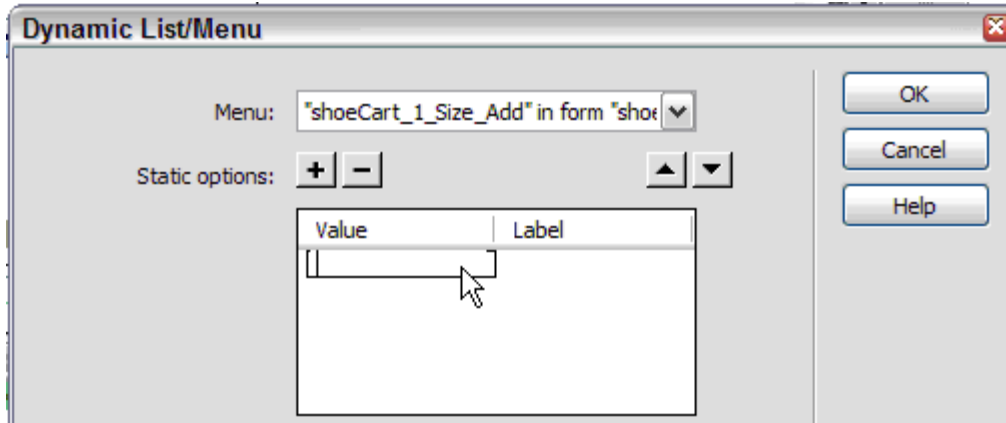 Dynamic List/Menu
Menu: "shoeCart_1_Size_Add" in form "shoe
OK
Cancel
Static options:
Help
Value Label